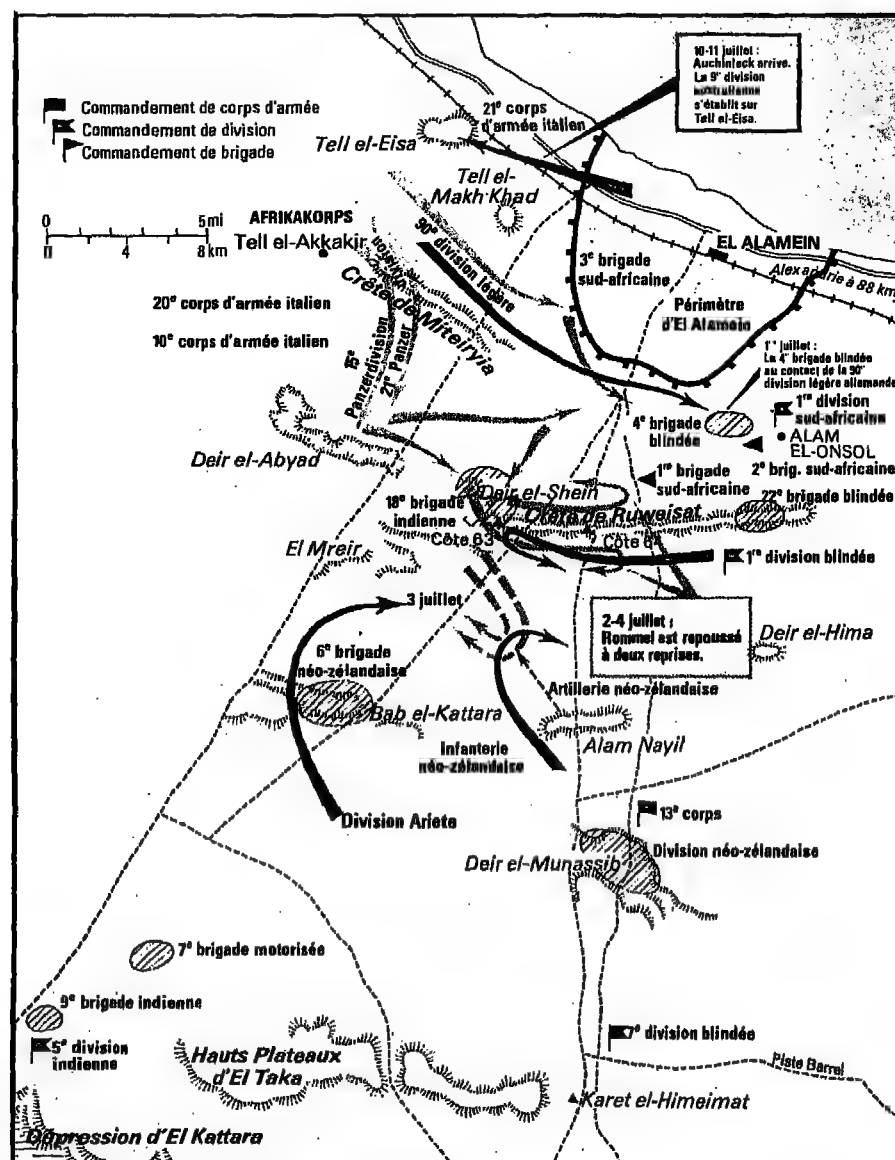 10-11 juillet :
Auchinleck arrive.
La 9e division
australienne
s'établit sur
Tell el-Eisa.
Commandement de corps d'armée
Commandement de division
Commandement de brigade
21e corps
d'armée italien
Tell el-Eisa
Tell el-
Makh Khad
0 5 mi
0 4 8 km
AFRIKAKORPS
Tell el-Akkakir
90e division légère
3e brigade
sud-africaine
EL ALAMEIN
Alexandrie à 88 km
Périmètre
d'El Alamein
20e corps d'armée italien
10e corps d'armée italien
Crête de Miteiryia
15e
Panzerdivision
21e Panzer
1er juillet :
La 4e brigade blindée
au contact de la 90e
division légère allemande
1re division
sud-africaine
4e brigade
blindée
ALAM
EL-ONSOL
Deir el-Abyad
1re brigade
sud-africaine
2e brig. sud-africaine
22e brigade blindée
Deir el-Shein
18e brigade
indienne
Crête de Ruweisat
Côte 63
Côte 64
El Mreir
1re division blindée
3 juillet
2-4 juillet :
Rommel est repoussé
à deux reprises.
Deir el-Hima
6e brigade
néo-zélandaise
Artillerie néo-zélandaise
Bab el-Kattara
Infanterie
néo-zélandaise
Alam Nayil
Division Ariete
13e corps
Division néo-zélandaise
Deir el-Munassib
7e brigade motorisée
9e brigade indienne
5e division
indienne
7e division blindée
Hauts Plateaux
d'El Taka
Piste Barrel
Karet el-Himeimat
Dépression d'El Kattara